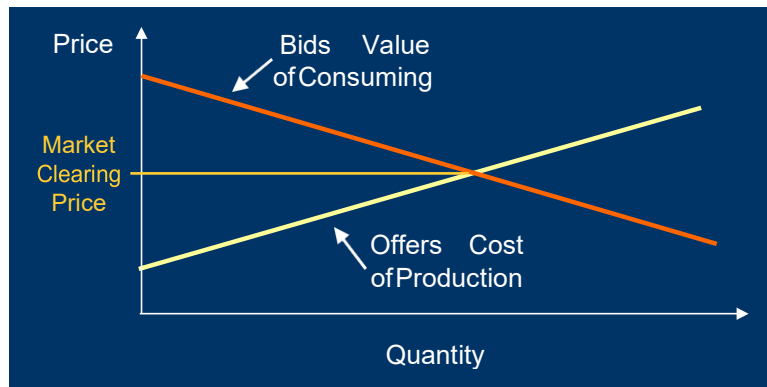 Price
Bids Value
of Consuming
Market
Clearing
Price
Offers Cost
of Production
Quantity